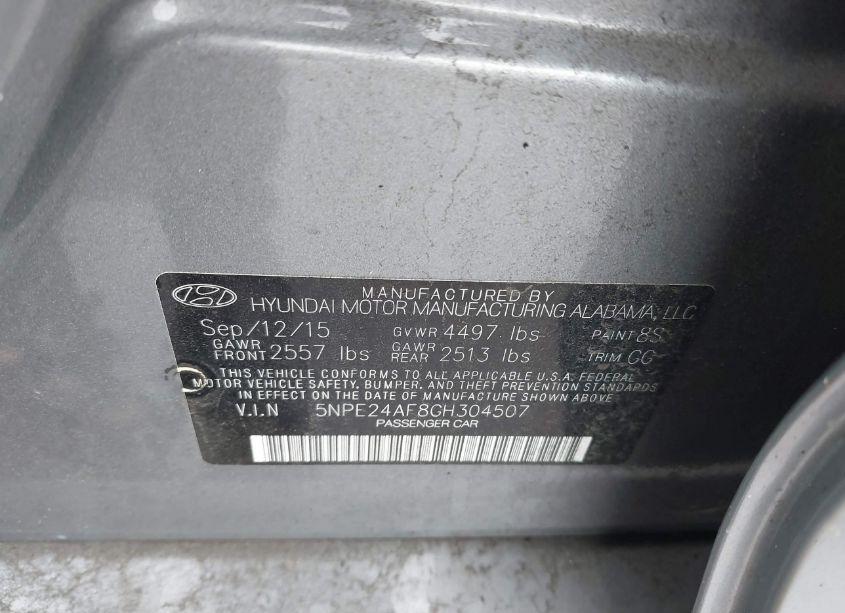 MANUFACTURED BY
HYUNDAI MOTOR MANUFACTURING ALABAMA, LLC
Sep/12/15 GVWR 4497 lbs PAINT 8S
GAWR FRONT 2557 lbs GAWR REAR 2513 lbs TRIM CG
THIS VEHICLE CONFORMS TO ALL APPLICABLE U.S.A. FEDERAL
MOTOR VEHICLE SAFETY, BUMPER, AND THEFT PREVENTION STANDARDS
IN EFFECT ON THE DATE OF MANUFACTURE SHOWN ABOVE
V.I.N 5NPE24AF8GH304507
PASSENGER CAR